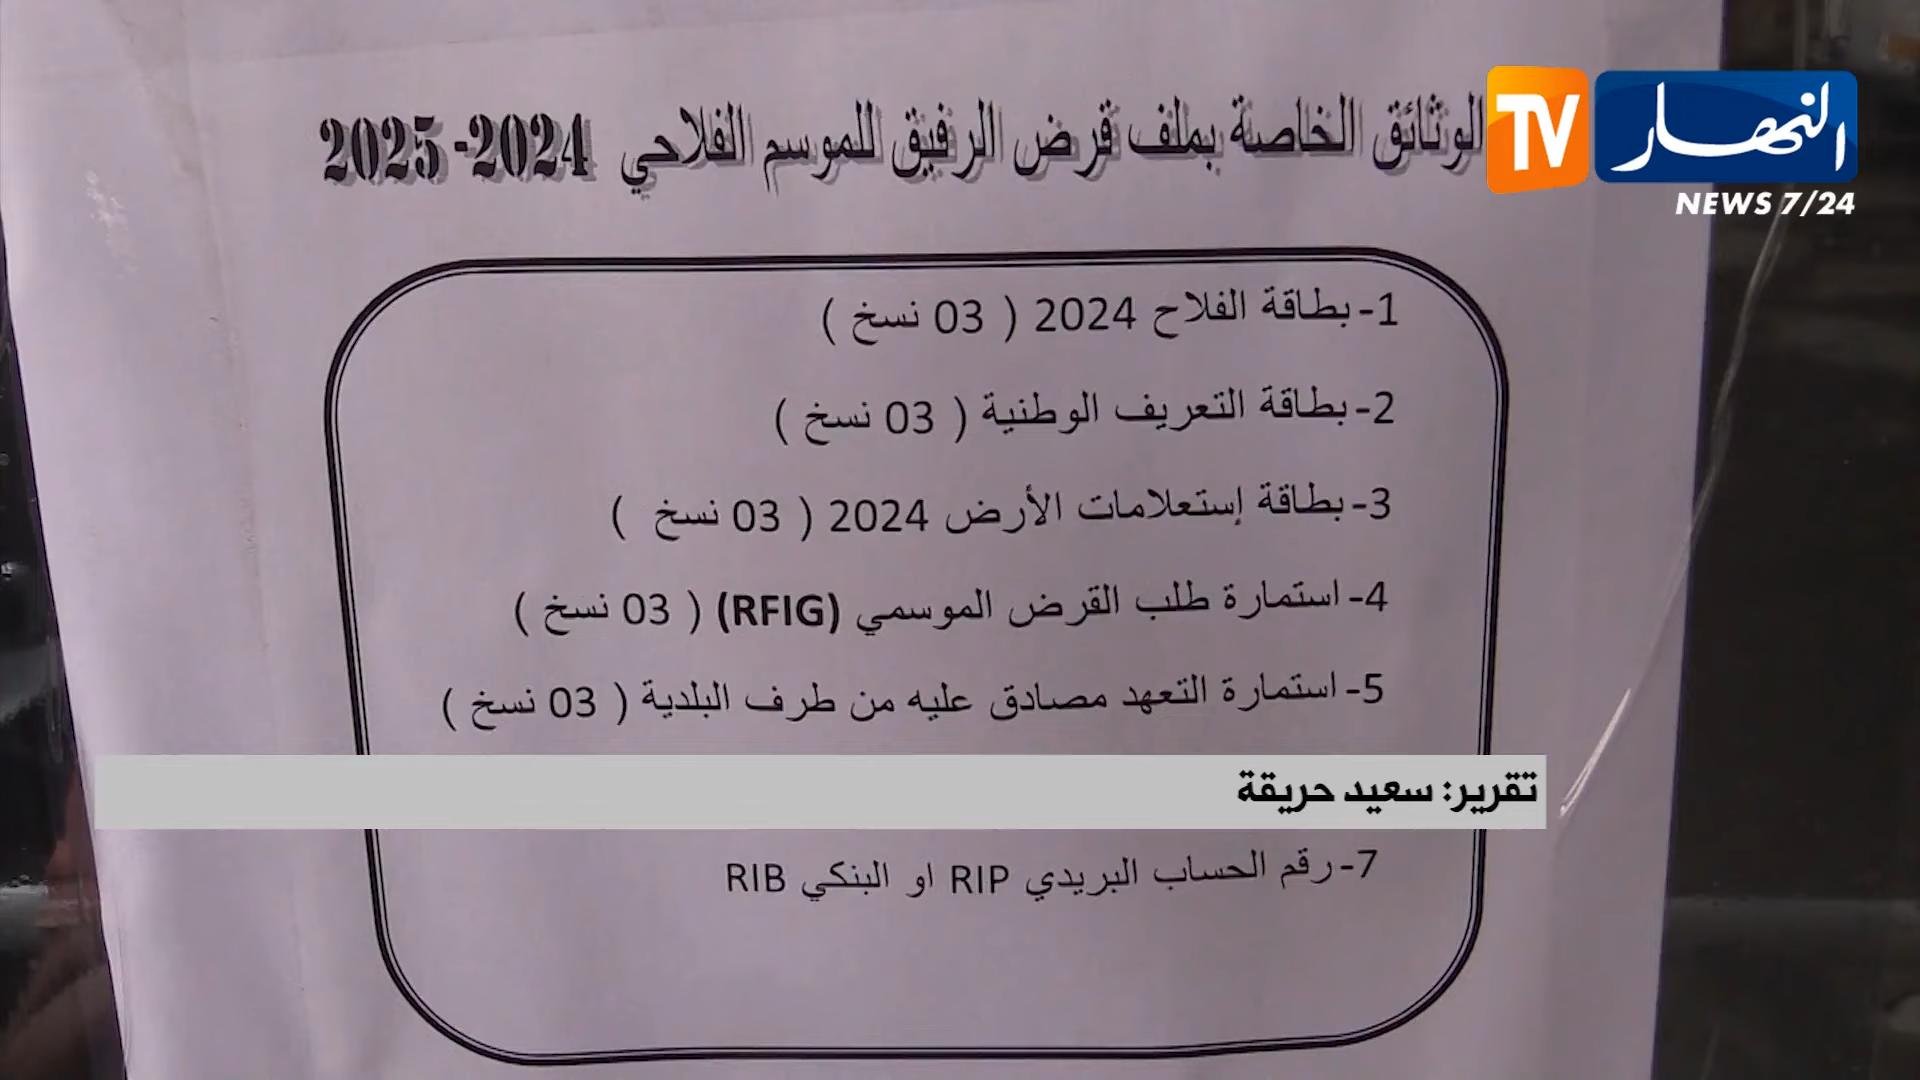 الوثائق الخاصة بملف قرض الرفيق للموسم الفلاحي 2024-2025
TV النهار
NEWS 7/24
1- بطاقة الفلاح 2024 ( 03 نسخ )
2- بطاقة التعريف الوطنية ( 03 نسخ )
3- بطاقة إستعلامات الأرض 2024 ( 03 نسخ )
4- استمارة طلب القرض الموسمي (RFIG) ( 03 نسخ )
5- استمارة التعهد مصادق عليه من طرف البلدية ( 03 نسخ )
تقرير: سعيد حريقة
7- رقم الحساب البريدي RIP او البنكي RIB